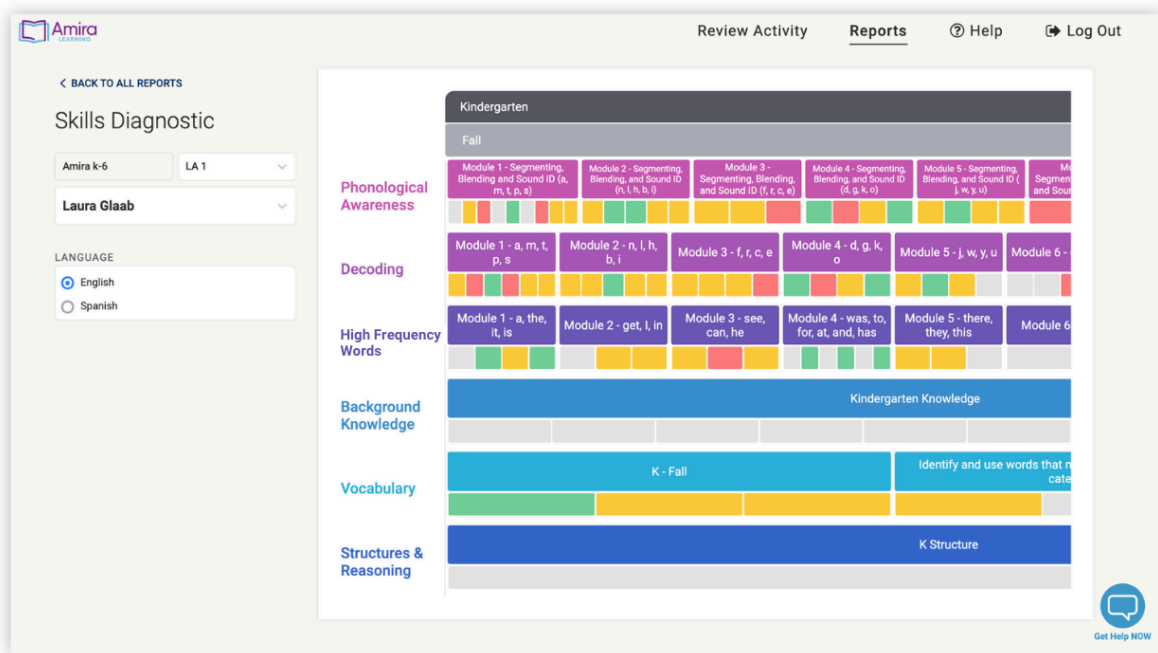 Amira
LEARNING
Review Activity
Reports
Help
Log Out
BACK TO ALL REPORTS
Skills Diagnostic
Amira k-6
LA 1
Laura Glaab
LANGUAGE
English
Spanish
Kindergarten
Fall
Phonological
Awareness
Module 1 - Segmenting,
Blending and Sound ID (a,
m, t, p, s)
Module 2 - Segmenting,
Blending, and Sound ID
(n, l, h, b, i)
Module 3 -
Segmenting, Blending,
and Sound ID (f, r, c, e)
Module 4 - Segmenting,
Blending, and Sound ID
(d, g, k, o)
Module 5 - Segmenting,
Blending, and Sound ID (
j, w, y, u)
Decoding
Module 1 - a, m, t,
p, s
Module 2 - n, l, h,
b, i
Module 3 - f, r, c, e
Module 4 - d, g, k,
o
Module 5 - j, w, y, u
Module 6 -
High Frequency
Words
Module 1 - a, the,
it, is
Module 2 - get, I, in
Module 3 - see,
can, he
Module 4 - was, to,
for, at, and, has
Module 5 - there,
they, this
Module 6
Background
Knowledge
Kindergarten Knowledge
Vocabulary
K - Fall
Identify and use words that
cate
Structures &
Reasoning
K Structure
Get Help NOW